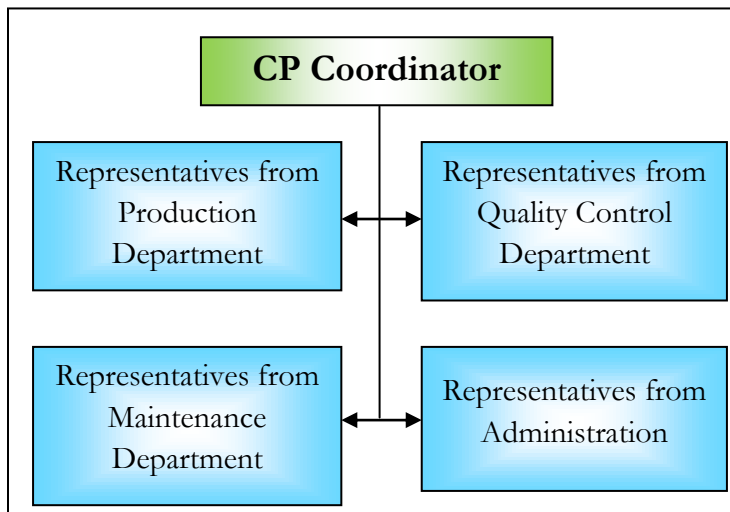 CP Coordinator
Representatives from
Production
Department
Representatives from
Quality Control
Department
Representatives from
Maintenance
Department
Representatives from
Administration